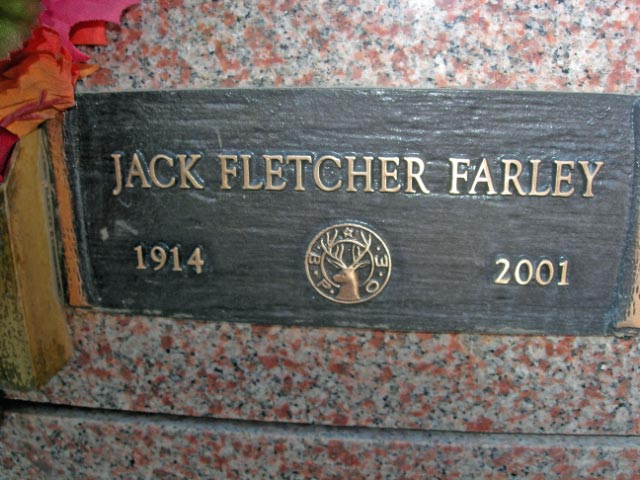 JACK FLETCHER FARLEY
1914 B.P.O.E 2001